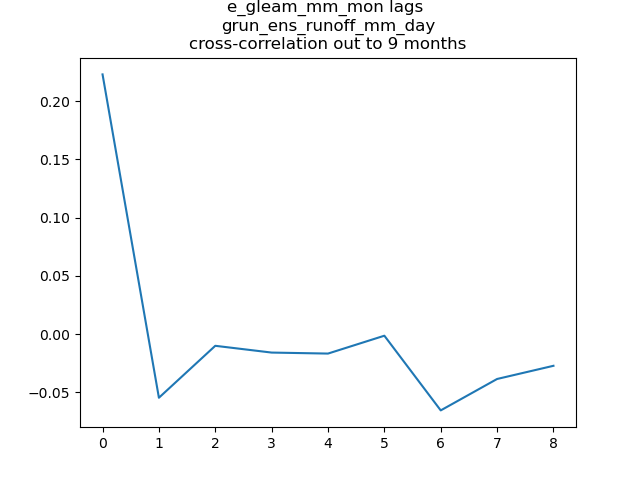 e_gleam_mm_mon lags
grun_ens_runoff_mm_day
cross-correlation out to 9 months
0.20
0.15
0.10
0.05
0.00
−0.05
0 1 2 3 4 5 6 7 8